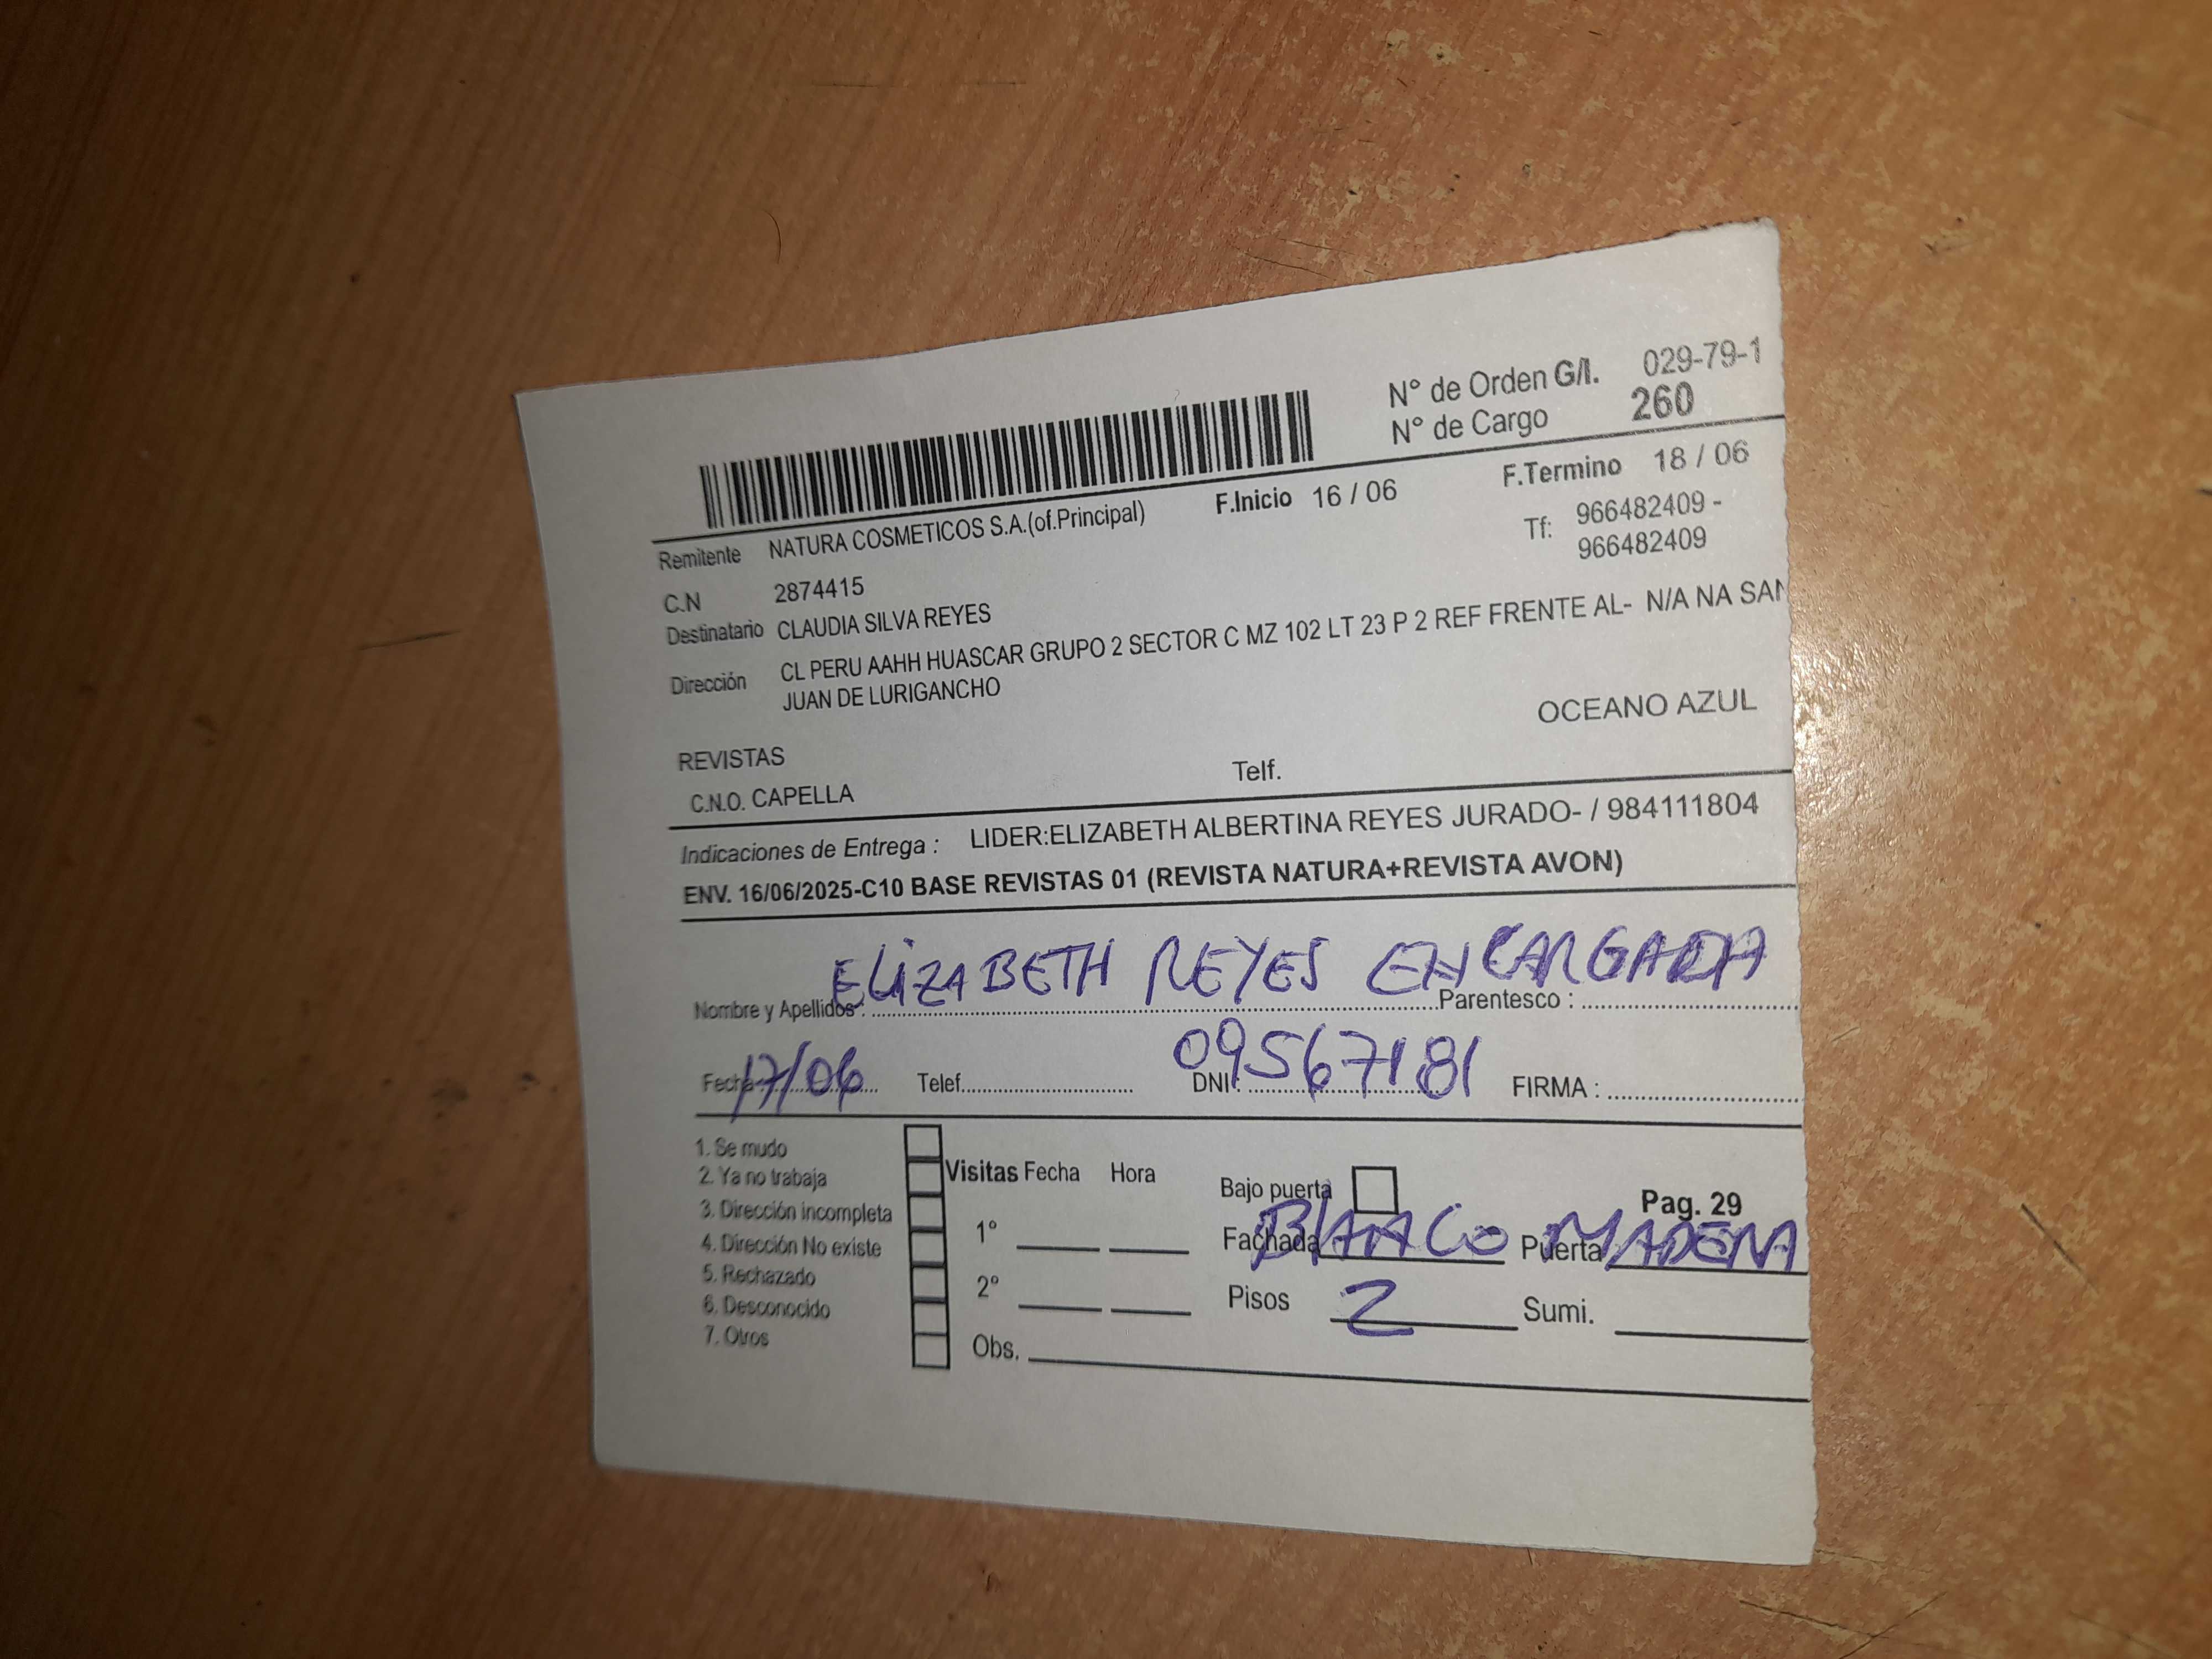 N° de Orden G/I. 029-79-1
N° de Cargo 260
F.Inicio 16 / 06 F.Termino 18 / 06
Remitente NATURA COSMETICOS S.A.(of.Principal) Tf: 966482409 -
966482409
C.N 2874415
Destinatario CLAUDIA SILVA REYES
Dirección CL PERU AAHH HUASCAR GRUPO 2 SECTOR C MZ 102 LT 23 P 2 REF FRENTE AL- N/A NA SAN
JUAN DE LURIGANCHO
OCEANO AZUL
REVISTAS
C.N.O. CAPELLA Telf.
Indicaciones de Entrega : LIDER:ELIZABETH ALBERTINA REYES JURADO- / 984111804
ENV. 16/06/2025-C10 BASE REVISTAS 01 (REVISTA NATURA+REVISTA AVON)
Nombre y Apellidos : ELIZABETH REYES Parentesco : ENCARGADA
Fecha : 17/06 Telef. DNI : 09567181 FIRMA :
1. Se mudo
2. Ya no trabaja
3. Dirección incompleta
4. Dirección No existe
5. Rechazado
6. Desconocido
7. Otros
Visitas Fecha Hora
1°
2°
Obs.
Bajo puerta Pag. 29
Fachada BLANCO Puerta MADERA
Pisos 2 Sumi.